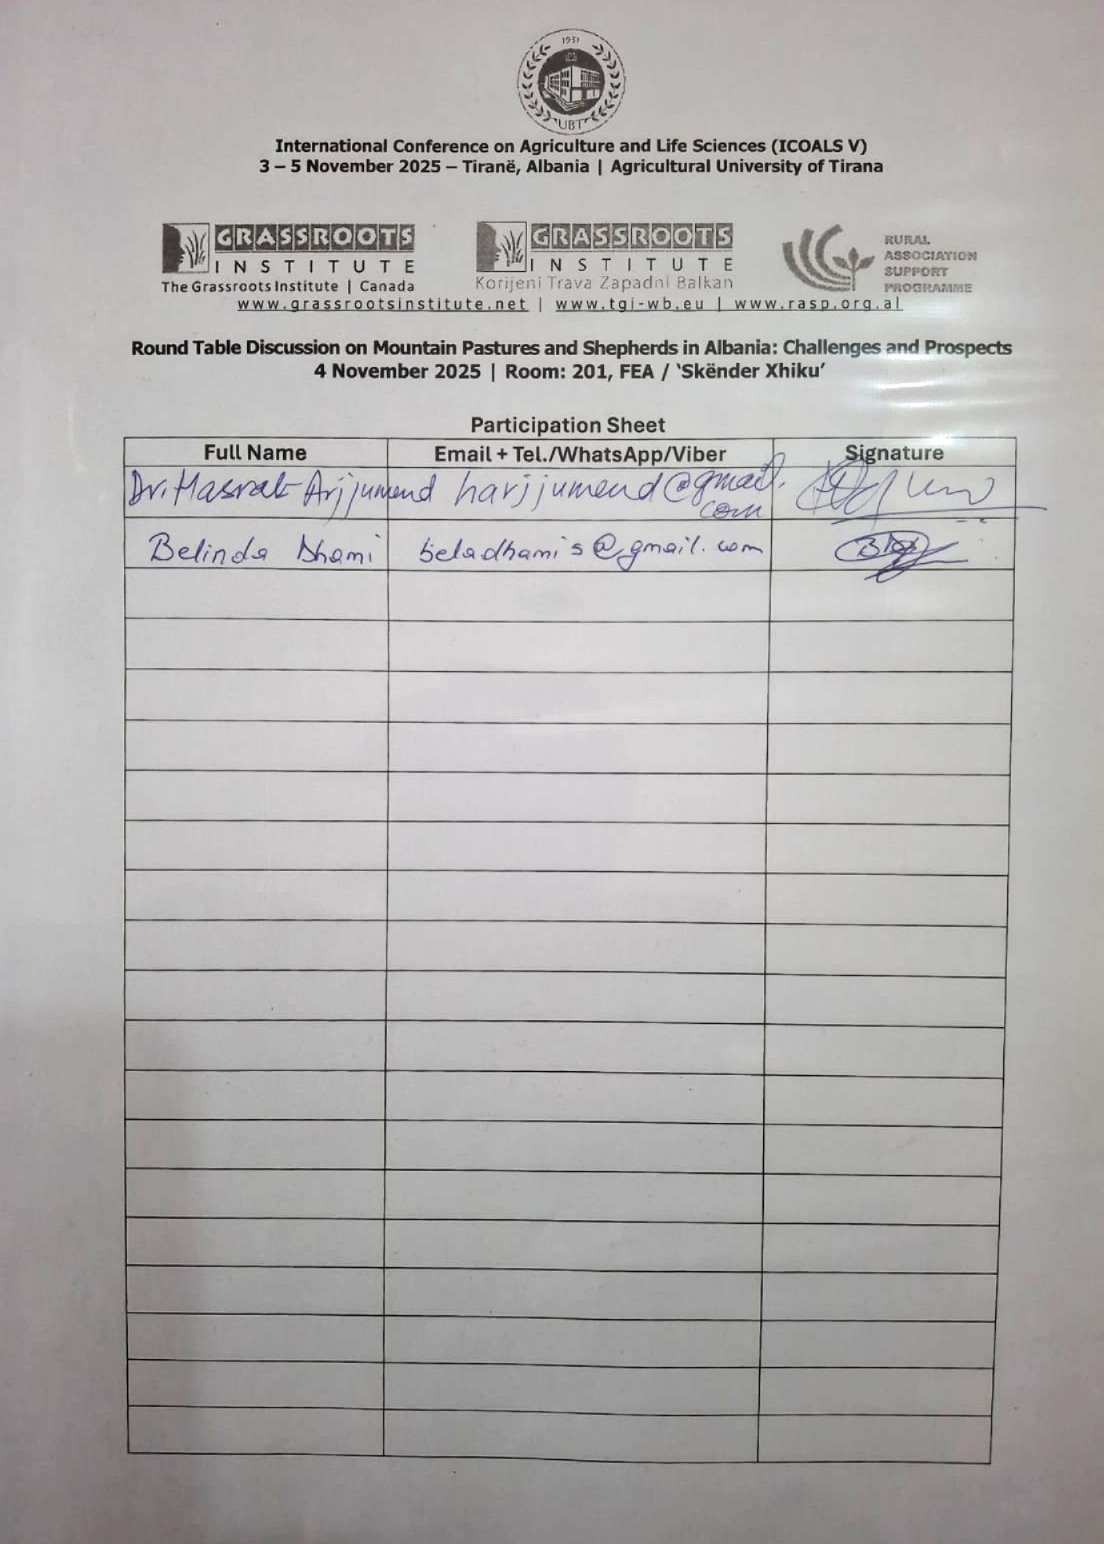 1951
UBT
International Conference on Agriculture and Life Sciences (ICOALS V)
3 – 5 November 2025 – Tiranë, Albania | Agricultural University of Tirana
GRASSROOTS
INSTITUTE
The Grassroots Institute | Canada
GRASSROOTS
INSTITUTE
Korijeni Trava Zapadni Balkan
RURAL
ASSOCIATION
SUPPORT
PROGRAMME
www.grassrootsinstitute.net | www.tgi-wb.eu | www.rasp.org.al
Round Table Discussion on Mountain Pastures and Shepherds in Albania: Challenges and Prospects
4 November 2025 | Room: 201, FEA / ‘Skënder Xhiku’
Participation Sheet
Full Name Email + Tel./WhatsApp/Viber Signature
Dr. Hasrat Arjjumend harjjumend@gmail.
com
Belinda Dhami beladhami's@gmail.com